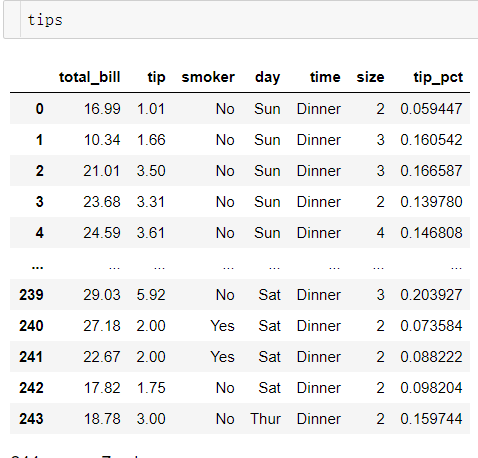 tips
total_bill tip smoker day time size tip_pct
0 16.99 1.01 No Sun Dinner 2 0.059447
1 10.34 1.66 No Sun Dinner 3 0.160542
2 21.01 3.50 No Sun Dinner 3 0.166587
3 23.68 3.31 No Sun Dinner 2 0.139780
4 24.59 3.61 No Sun Dinner 4 0.146808
... ... ... ... ... ... ... ...
239 29.03 5.92 No Sat Dinner 3 0.203927
240 27.18 2.00 Yes Sat Dinner 2 0.073584
241 22.67 2.00 Yes Sat Dinner 2 0.088222
242 17.82 1.75 No Sat Dinner 2 0.098204
243 18.78 3.00 No Thur Dinner 2 0.159744